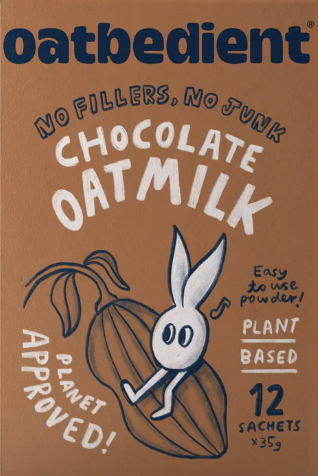 oatbedient®
NO FILLERS, NO JUNK
CHOCOLATE
OATMILK
Easy
to use
powder!
PLANT
BASED
PLANET
APPROVED!
12
SACHETS
x35g